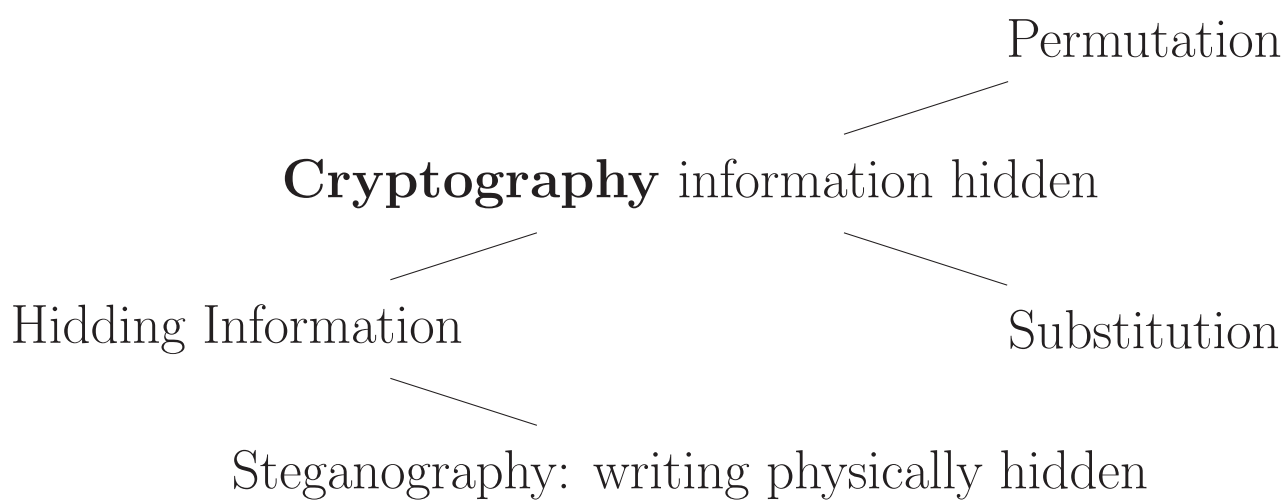 Permutation
Cryptography information hidden
Hidding Information
Substitution
Steganography: writing physically hidden